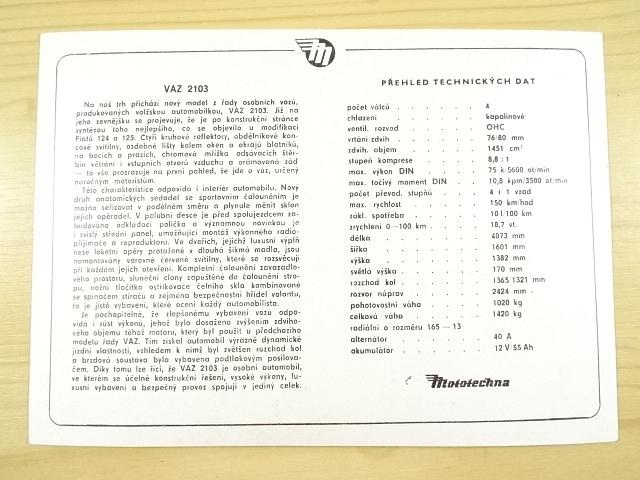 VAZ 2103
Na náš trh přichází nový model z řady osobních vozů,
produkovaných volžskou automobilkou, VAZ 2103. Již na
jeho zevnějšku se projevuje, že je po konstrukční stránce
syntézou toho nejlepšího, co se objevilo u modifikací
Fiatů 124 a 125. Čtyři kruhové reflektory, obdélníkové kon-
cové svítilny, ozdobné lišty kolem oken a okrajů blatníků,
na bocích a prazích, chromová mřížka odsávacích štěr-
bin větrání i vstupních otvorů vzduchu a orámovaná záď
— to vše prozrazuje na první pohled, že jde o vůz, určený
náročným motoristům.
Této charakteristice odpovídá i interiér automobilu. Nový
druh anatomických sedadel se sportovním čalouněním je
možno seřizovat v podélném směru a plynule měnit sklon
jejich opěradel. V palubní desce je před spolujezdcem za-
budována odkládací polička a významnou novinkou je
i svislý střední panel, umožňující montáž výkonného radio-
přijímače a reproduktoru. Ve dveřích, jejichž luxusní výplň
nese loketní opěry protažené v dlouhá šikmá madla, jsou
namontovány varovné červené svítilny, které se rozsvěcují
při každém jejich otevření. Kompletní čalounění zavazadlo-
vého prostoru, sluneční clony zapuštěné do čalounění stro-
pu, nožní tlačítko ostřikovače čelního skla kombinované
se spínačem stíračů a zejména bezpečnostní hřídel volantu,
to je jistě vybavení, které ocení každý automobilista.
Je pochopitelné, že zlepšenému vybavení vozu odpo-
vídá i růst výkonu, jehož bylo dosaženo zvýšením zdviho-
vého objemu téhož motoru, který byl použit u předchozího
modelu řady VAZ. Tím získal automobil výrazně dynamické
jízdní vlastnosti, vzhledem k nimž byl zvětšen rozchod kol
a brzdová soustava byla vybavena podtlakovým posilova-
čem. Díky tomu lze říci, že VAZ 2103 je osobní automobil,
ve kterém se účelné konstrukční řešení, vysoké výkony, lu-
xusní vybavení a bezpečný provoz spojují v jediný celek.
PŘEHLED TECHNICKÝCH DAT
počet válců . . . . . . 4
chlazení . . . . . . kapalinové
ventil. rozvod . . . . . . OHC
vrtání zdvih . . . . . . 76 80 mm
zdvih. objem . . . . . . 1451 cm³
stupeň komprese . . . . . . 8,8 : 1
max. výkon DIN . . . . . 75 k 5600 ot/min
max. točivý moment DIN . . 10,8 kpm/3500 ot/min
počet převod. stupňů . . . . 4 + 1 vzad
max. rychlost . . . . . . 150 km/hod
zákl. spotřeba . . . . . . 10 l 100 km
zrychlení 0—100 km . . . . . 18,7 vt.
délka . . . . . . 4073 mm
šířka . . . . . . 1601 mm
výška . . . . . . 1382 mm
světlá výška . . . . . . 170 mm
rozchod kol . . . . . . 1365 1321 mm
rozvor náprav . . . . . . 2424 mm
pohotovostní váha . . . . . 1020 kg
celková váha . . . . . . 1420 kg
radiální o rozměru 165 — 13
alternátor . . . . . . 40 A
akumulátor . . . . . . 12 V 55 Ah
Mototechna